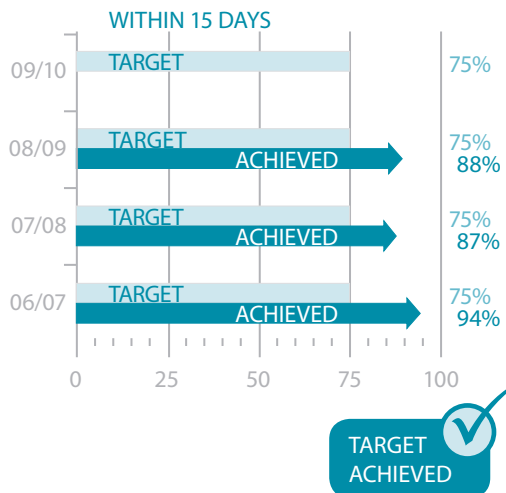 WITHIN 15 DAYS
09/10 TARGET 75%
TARGET 75%
08/09 ACHIEVED 88%
TARGET 75%
07/08 ACHIEVED 87%
TARGET 75%
06/07 ACHIEVED 94%
0 25 50 75 100
TARGET
ACHIEVED